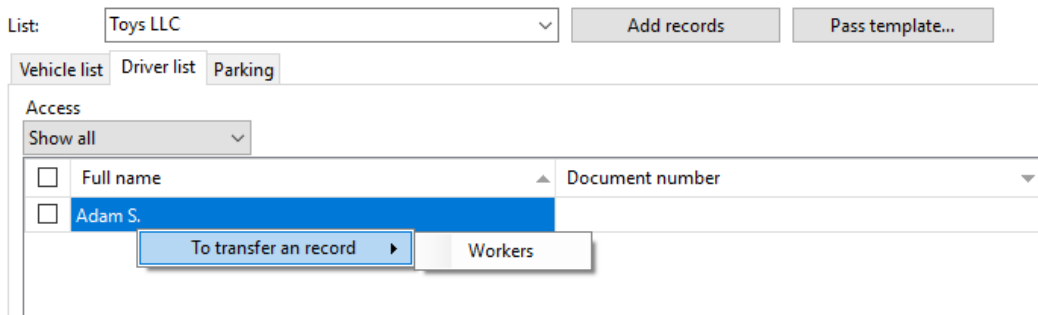 List: Toys LLC Add records Pass template...
Vehicle list Driver list Parking
Access
Show all
Full name Document number
Adam S.
To transfer an record Workers